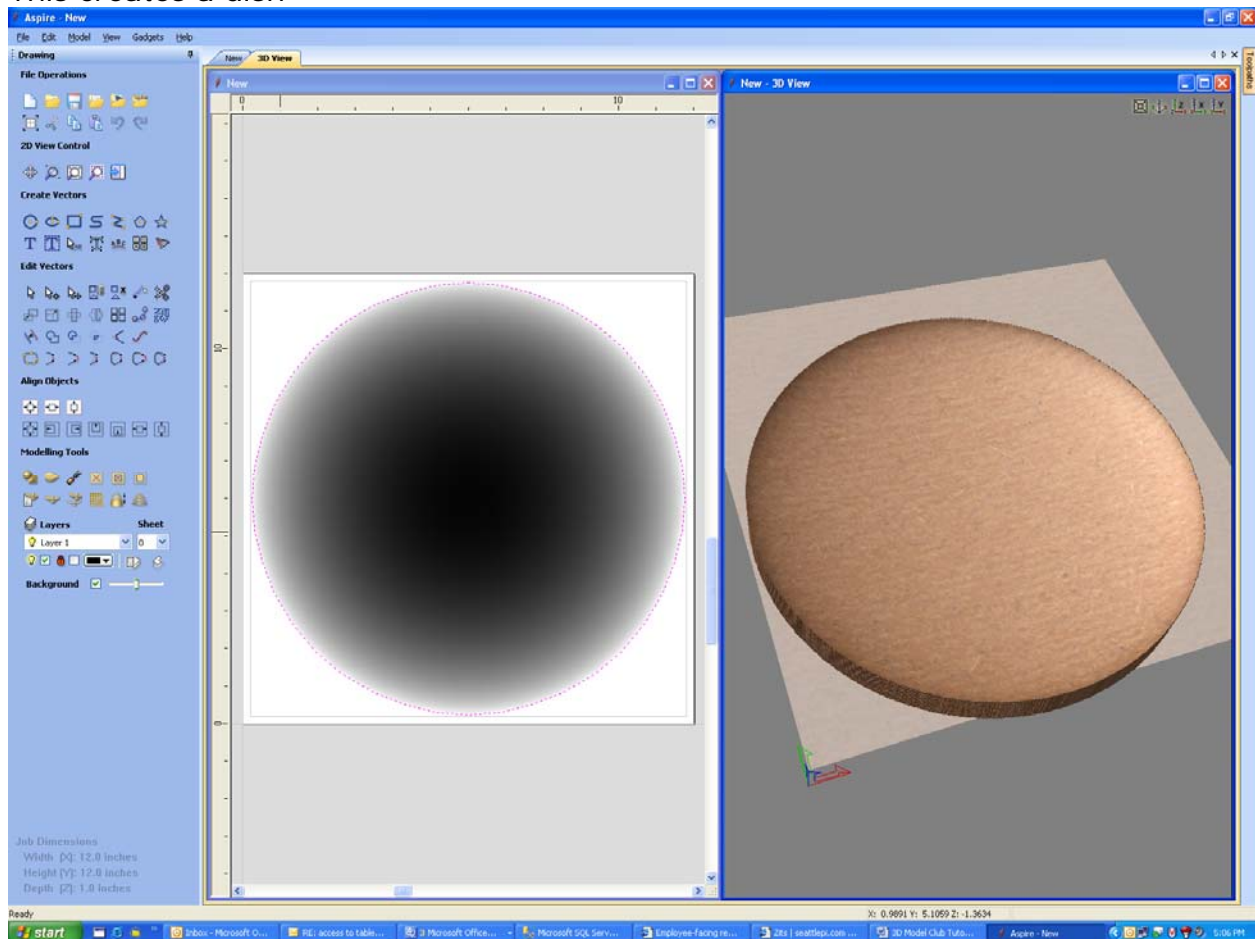 This creates a dish
Aspire - New
File Edit Model View Gadgets Help
Drawing
New
3D View
File Operations
2D View Control
Create Vectors
Edit Vectors
Align Objects
Modelling Tools
Layers Sheet
Layer 1 0
Background
Job Dimensions
Width [X]: 12.0 inches
Height [Y]: 12.0 inches
Depth [Z]: 1.0 inches
New
0 10
10
0
New - 3D View
Toolpaths
Ready
X: 0.9891 Y: 5.1059 Z: -1.3634
start
Inbox - Microsoft O...
RE: access to table...
3 Microsoft Office...
Microsoft SQL Serv...
Employee-facing re...
Zits | seattlepi.com ...
3D Model Club Tuto...
Aspire - New
5:06 PM